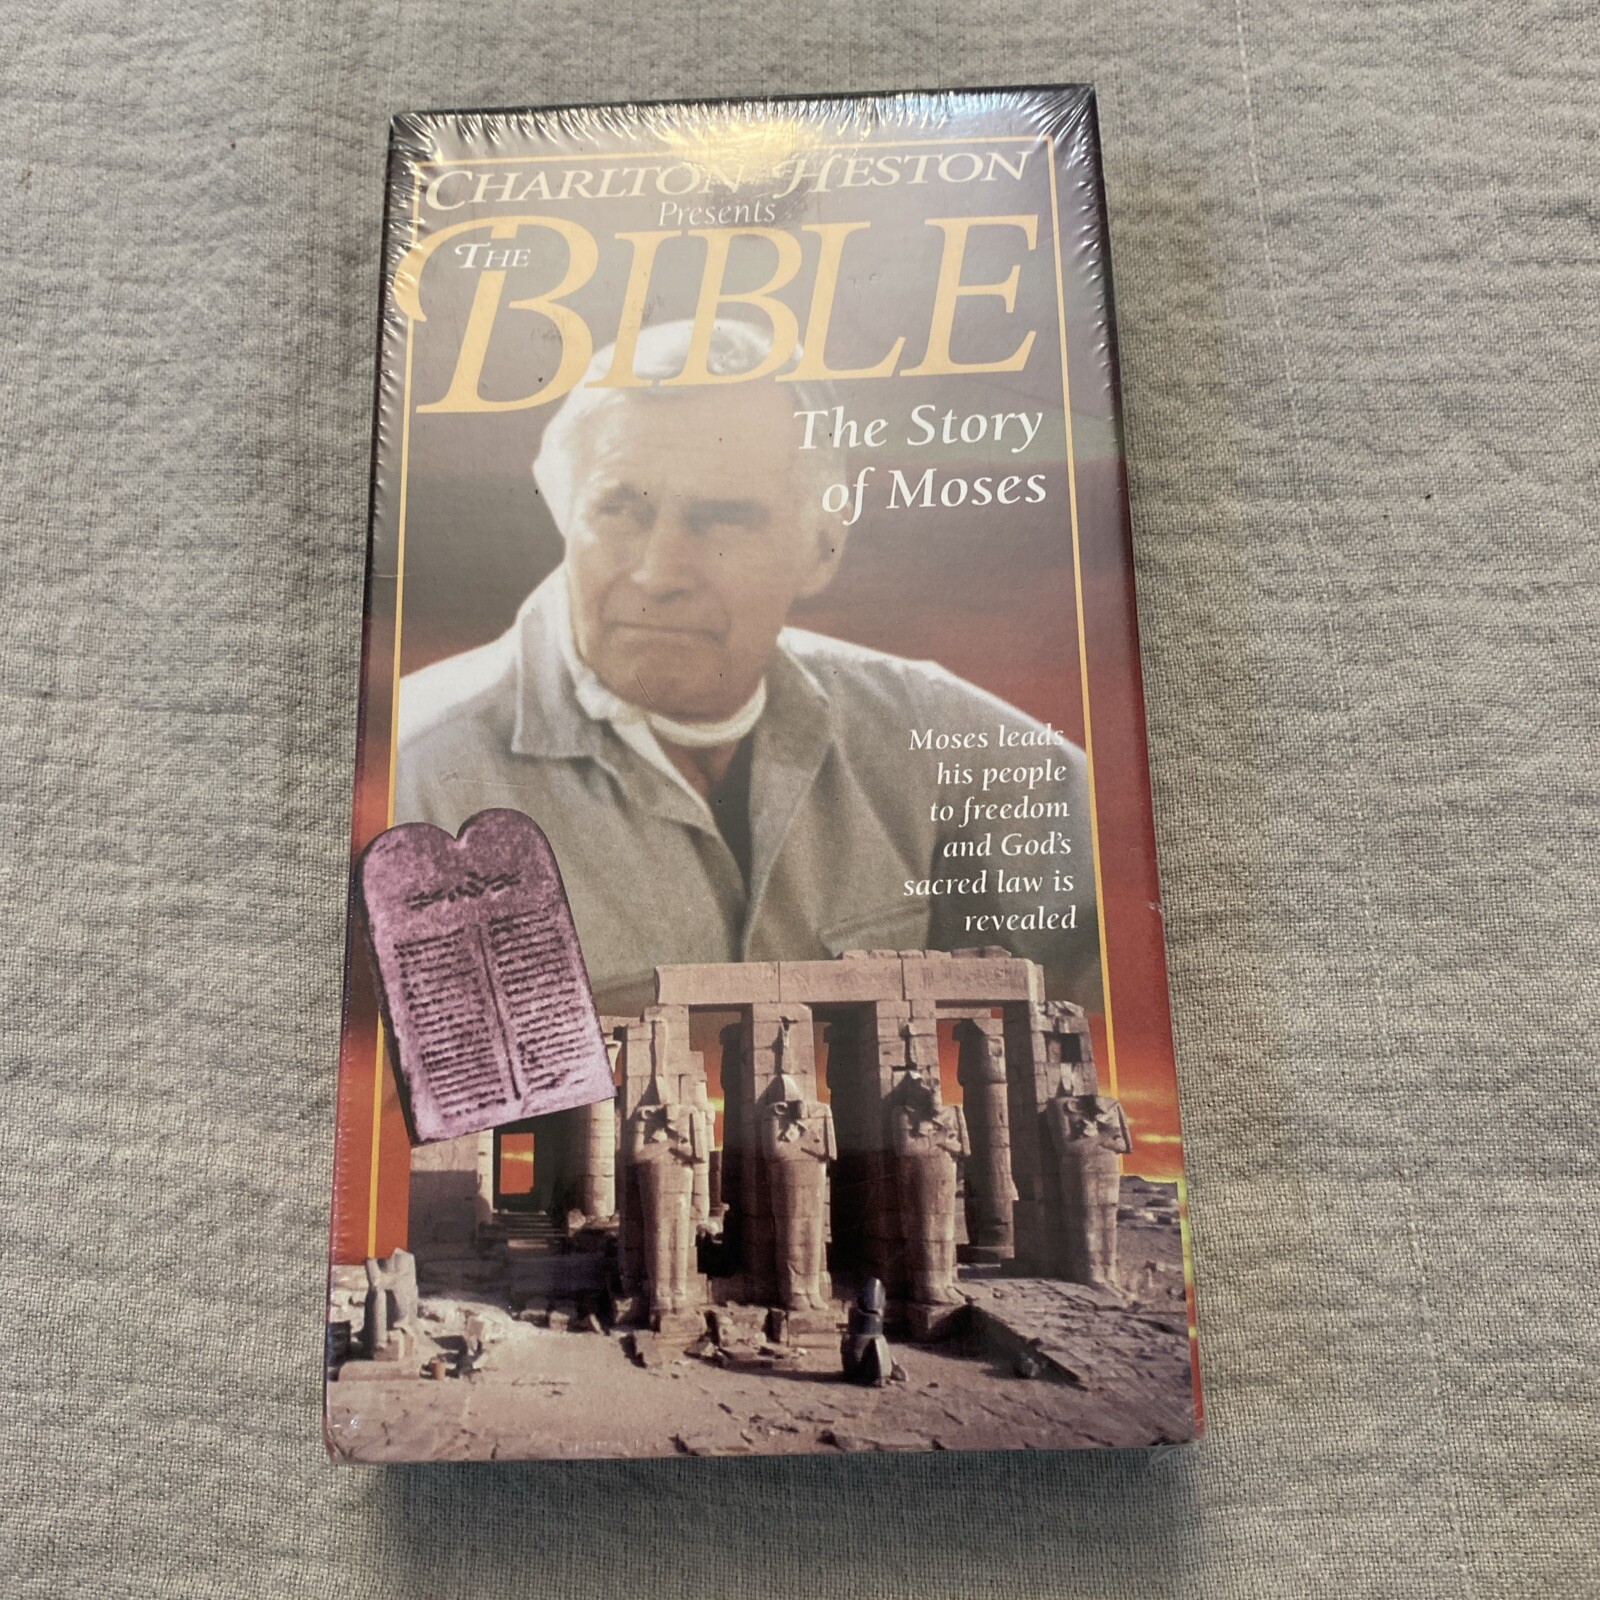 CHARLTON HESTON
Presents
THE
BIBLE
The Story
of Moses
Moses leads
his people
to freedom
and God's
sacred law is
revealed